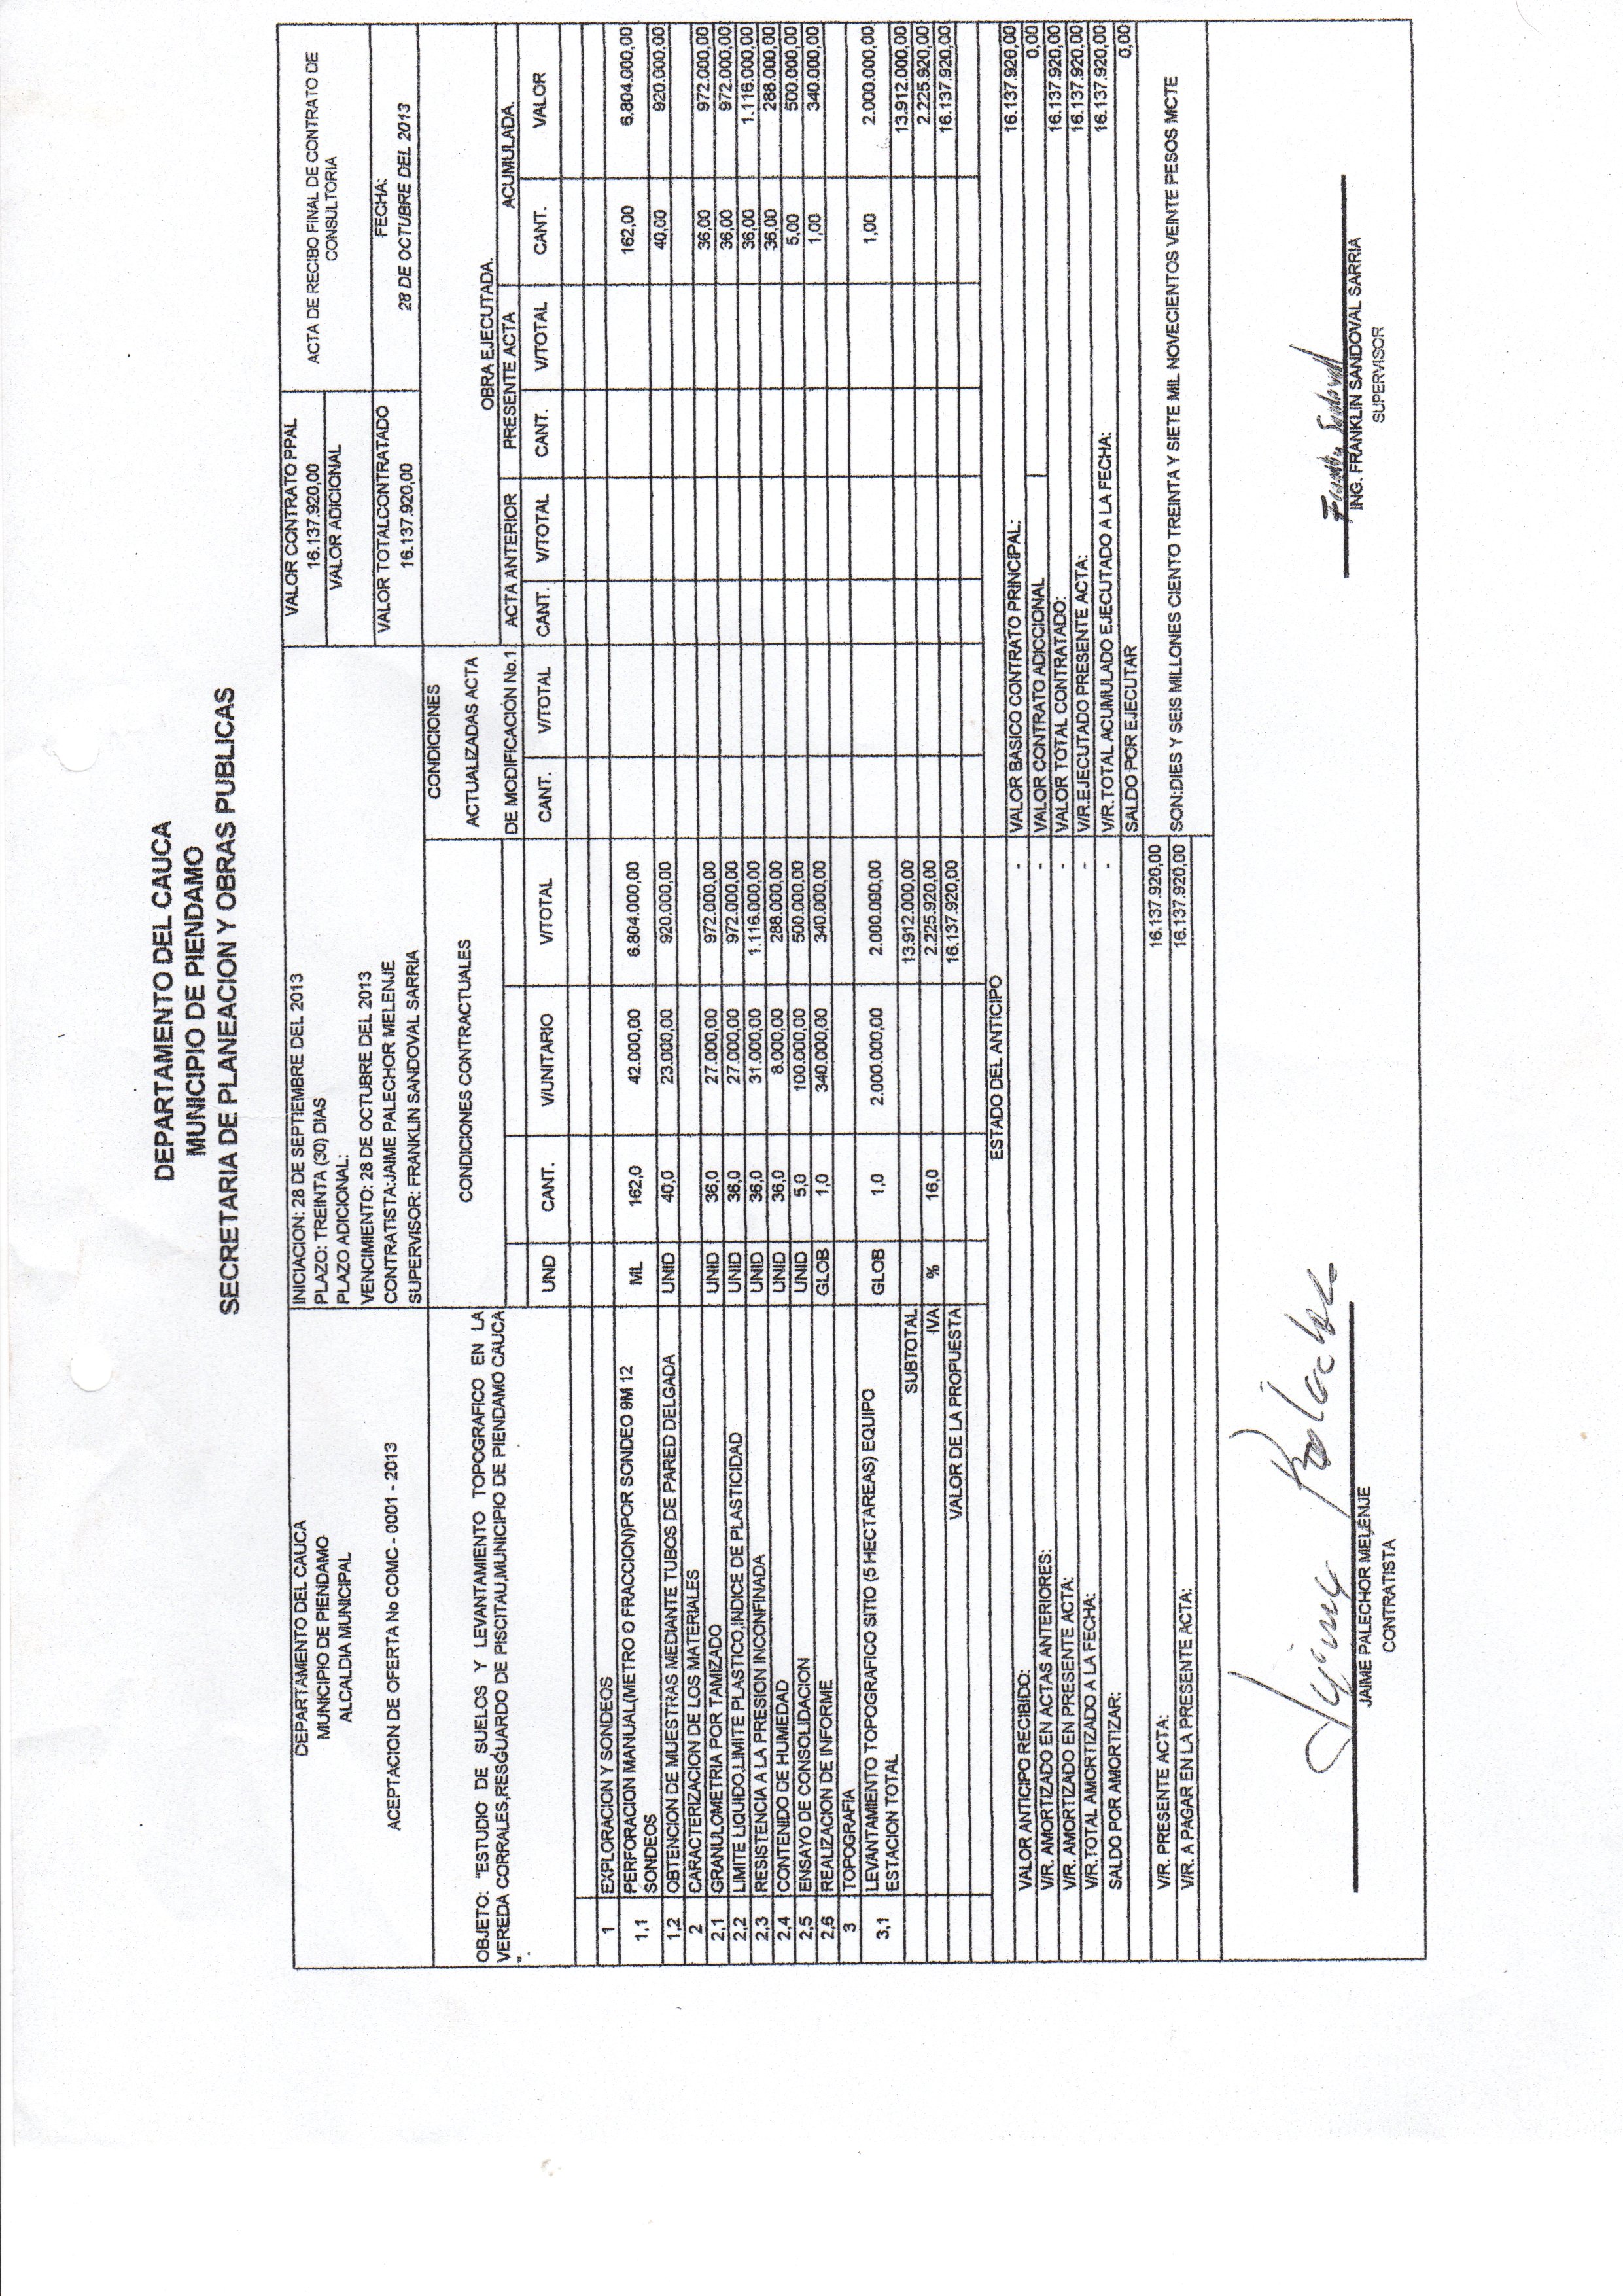 DEPARTAMENTO DEL CAUCA
MUNICIPIO DE PIENDAMO
SECRETARIA DE PLANEACION Y OBRAS PUBLICAS
DEPARTAMENTO DEL CAUCA
MUNICIPIO DE PIENDAMO
ALCALDIA MUNICIPAL
ACEPTACION DE OFERTA No COMC - 0001 - 2013
INICIACION: 28 DE SEPTIEMBRE DEL 2013
PLAZO: TREINTA (30) DIAS
PLAZO ADICIONAL:
VENCIMIENTO: 28 DE OCTUBRE DEL 2013
CONTRATISTA:JAIME PALECHOR MELENJE
SUPERVISOR: FRANKLIN SANDOVAL SARRIA
VALOR CONTRATO PPAL
16.137.920,00
VALOR ADICIONAL
VALOR TOTALCONTRATADO
16.137.920,00
ACTA DE RECIBO FINAL DE CONTRATO DE
CONSULTORIA
FECHA:
28 DE OCTUBRE DEL 2013
OBJETO: "ESTUDIO DE SUELOS Y LEVANTAMIENTO TOPOGRAFICO EN LA
VEREDA CORRALES,RESGUARDO DE PISCITAU,MUNICIPIO DE PIENDAMO CAUCA
".
CONDICIONES CONTRACTUALES
CONDICIONES
ACTUALIZADAS ACTA
DE MODIFICACIÓN No.1
OBRA EJECUTADA.
ACTA ANTERIOR PRESENTE ACTA ACUMULADA.
UND CANT. V/UNITARIO V/TOTAL CANT. V/TOTAL CANT. V/TOTAL CANT. V/TOTAL CANT. VALOR
1 EXPLORACION Y SONDEOS
1,1 PERFORACION MANUAL(METRO O FRACCION)POR SONDEO 9M 12
SONDEOS ML 162,0 42.000,00 6.804.000,00 162,00 6.804.000,00
1,2 OBTENCION DE MUESTRAS MEDIANTE TUBOS DE PARED DELGADA UNID 40,0 23.000,00 920.000,00 40,00 920.000,00
2 CARACTERIZACION DE LOS MATERIALES
2,1 GRANULOMETRIA POR TAMIZADO UNID 36,0 27.000,00 972.000,00 36,00 972.000,00
2,2 LIMITE LIQUIDO,LIMITE PLASTICO,INDICE DE PLASTICIDAD UNID 36,0 27.000,00 972.000,00 36,00 972.000,00
2,3 RESISTENCIA A LA PRESION INCONFINADA UNID 36,0 31.000,00 1.116.000,00 36,00 1.116.000,00
2,4 CONTENIDO DE HUMEDAD UNID 36,0 8.000,00 288.000,00 36,00 288.000,00
2,5 ENSAYO DE CONSOLIDACION UNID 5,0 100.000,00 500.000,00 5,00 500.000,00
2,6 REALIZACION DE INFORME GLOB 1,0 340.000,00 340.000,00 1,00 340.000,00
3 TOPOGRAFIA
3,1 LEVANTAMIENTO TOPOGRAFICO SITIO (5 HECTAREAS) EQUIPO
ESTACION TOTAL GLOB 1,0 2.000.000,00 2.000.000,00 1,00 2.000.000,00
SUBTOTAL 13.912.000,00 13.912.000,00
IVA % 16,0 2.225.920,00 2.225.920,00
VALOR DE LA PROPUESTA 16.137.920,00 16.137.920,00
ESTADO DEL ANTICIPO
VALOR ANTICIPO RECIBIDO: - VALOR BASICO CONTRATO PRINCIPAL: 16.137.920,00
V/R. AMORTIZADO EN ACTAS ANTERIORES: - VALOR CONTRATO ADICCIONAL 0,00
V/R. AMORTIZADO EN PRESENTE ACTA: - VALOR TOTAL CONTRATADO: 16.137.920,00
V/R.TOTAL AMORTIZADO A LA FECHA: - V/R.EJECUTADO PRESENTE ACTA: 16.137.920,00
SALDO POR AMORTIZAR: - V/R.TOTAL ACUMULADO EJECUTADO A LA FECHA: 16.137.920,00
SALDO POR EJECUTAR 0,00
V/R. PRESENTE ACTA: 16.137.920,00
V/R. A PAGAR EN LA PRESENTE ACTA: 16.137.920,00
SON:DIES Y SEIS MILLONES CIENTO TREINTA Y SIETE MIL NOVECIENTOS VEINTE PESOS MCTE
Jaime Palechor
JAIME PALECHOR MELENJE
CONTRATISTA
Franklin Sandoval
ING. FRANKLIN SANDOVAL SARRIA
SUPERVISOR